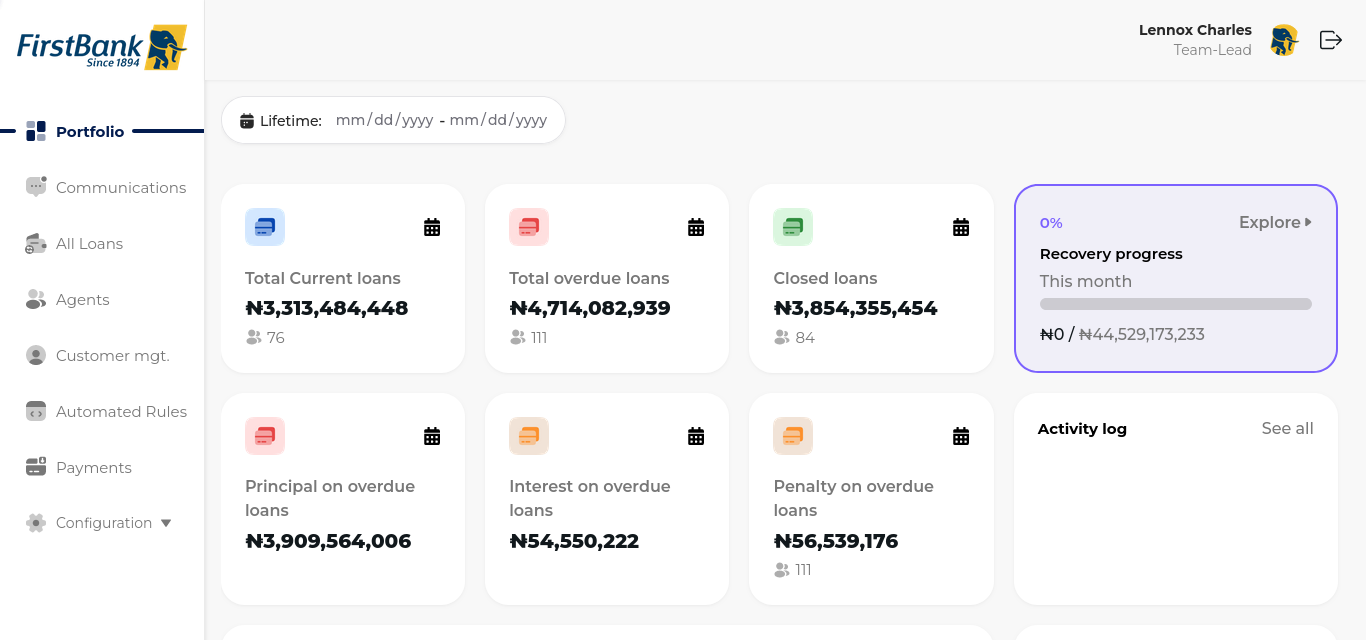 FirstBank
Since 1894
Lennox Charles
Team-Lead
Portfolio
Communications
All Loans
Agents
Customer mgt.
Automated Rules
Payments
Configuration
Lifetime: mm/dd/yyyy - mm/dd/yyyy
Total Current loans
₦3,313,484,448
76
Total overdue loans
₦4,714,082,939
111
Closed loans
₦3,854,355,454
84
0% Explore
Recovery progress
This month
₦0 / ₦44,529,173,233
Principal on overdue
loans
₦3,909,564,006
Interest on overdue
loans
₦54,550,222
Penalty on overdue
loans
₦56,539,176
111
Activity log See all